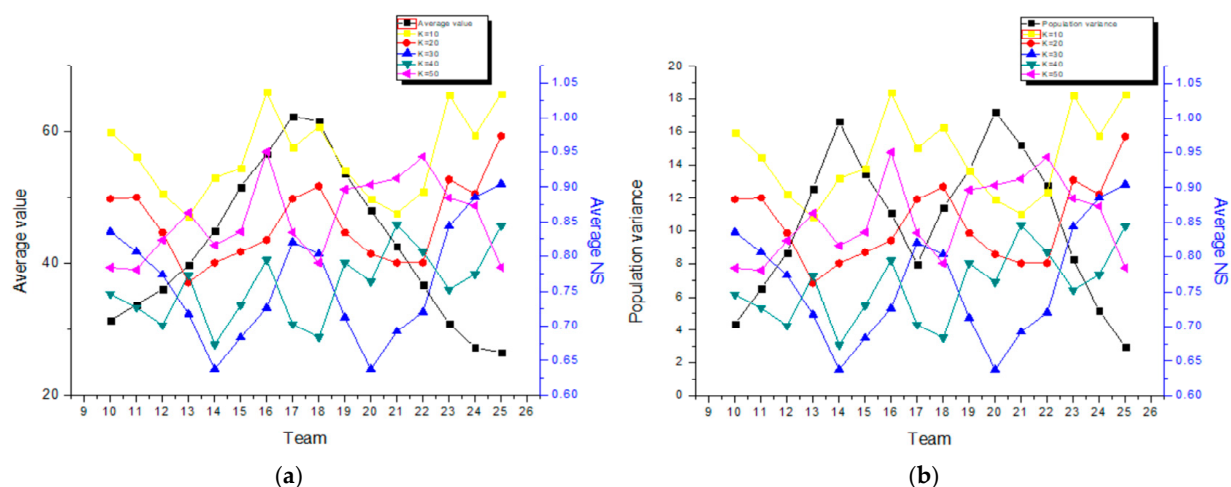 Average value
K=10
K=20
K=30
K=40
K=50
60
40
20
Average value
1.05
1.00
0.95
0.90
0.85
0.80
0.75
0.70
0.65
0.60
Average NS
9 10 11 12 13 14 15 16 17 18 19 20 21 22 23 24 25 26
Team
(a)
Population variance
K=10
K=20
K=30
K=40
K=50
20
18
16
14
12
10
8
6
4
2
0
Population variance
1.05
1.00
0.95
0.90
0.85
0.80
0.75
0.70
0.65
0.60
Average NS
9 10 11 12 13 14 15 16 17 18 19 20 21 22 23 24 25 26
Team
(b)